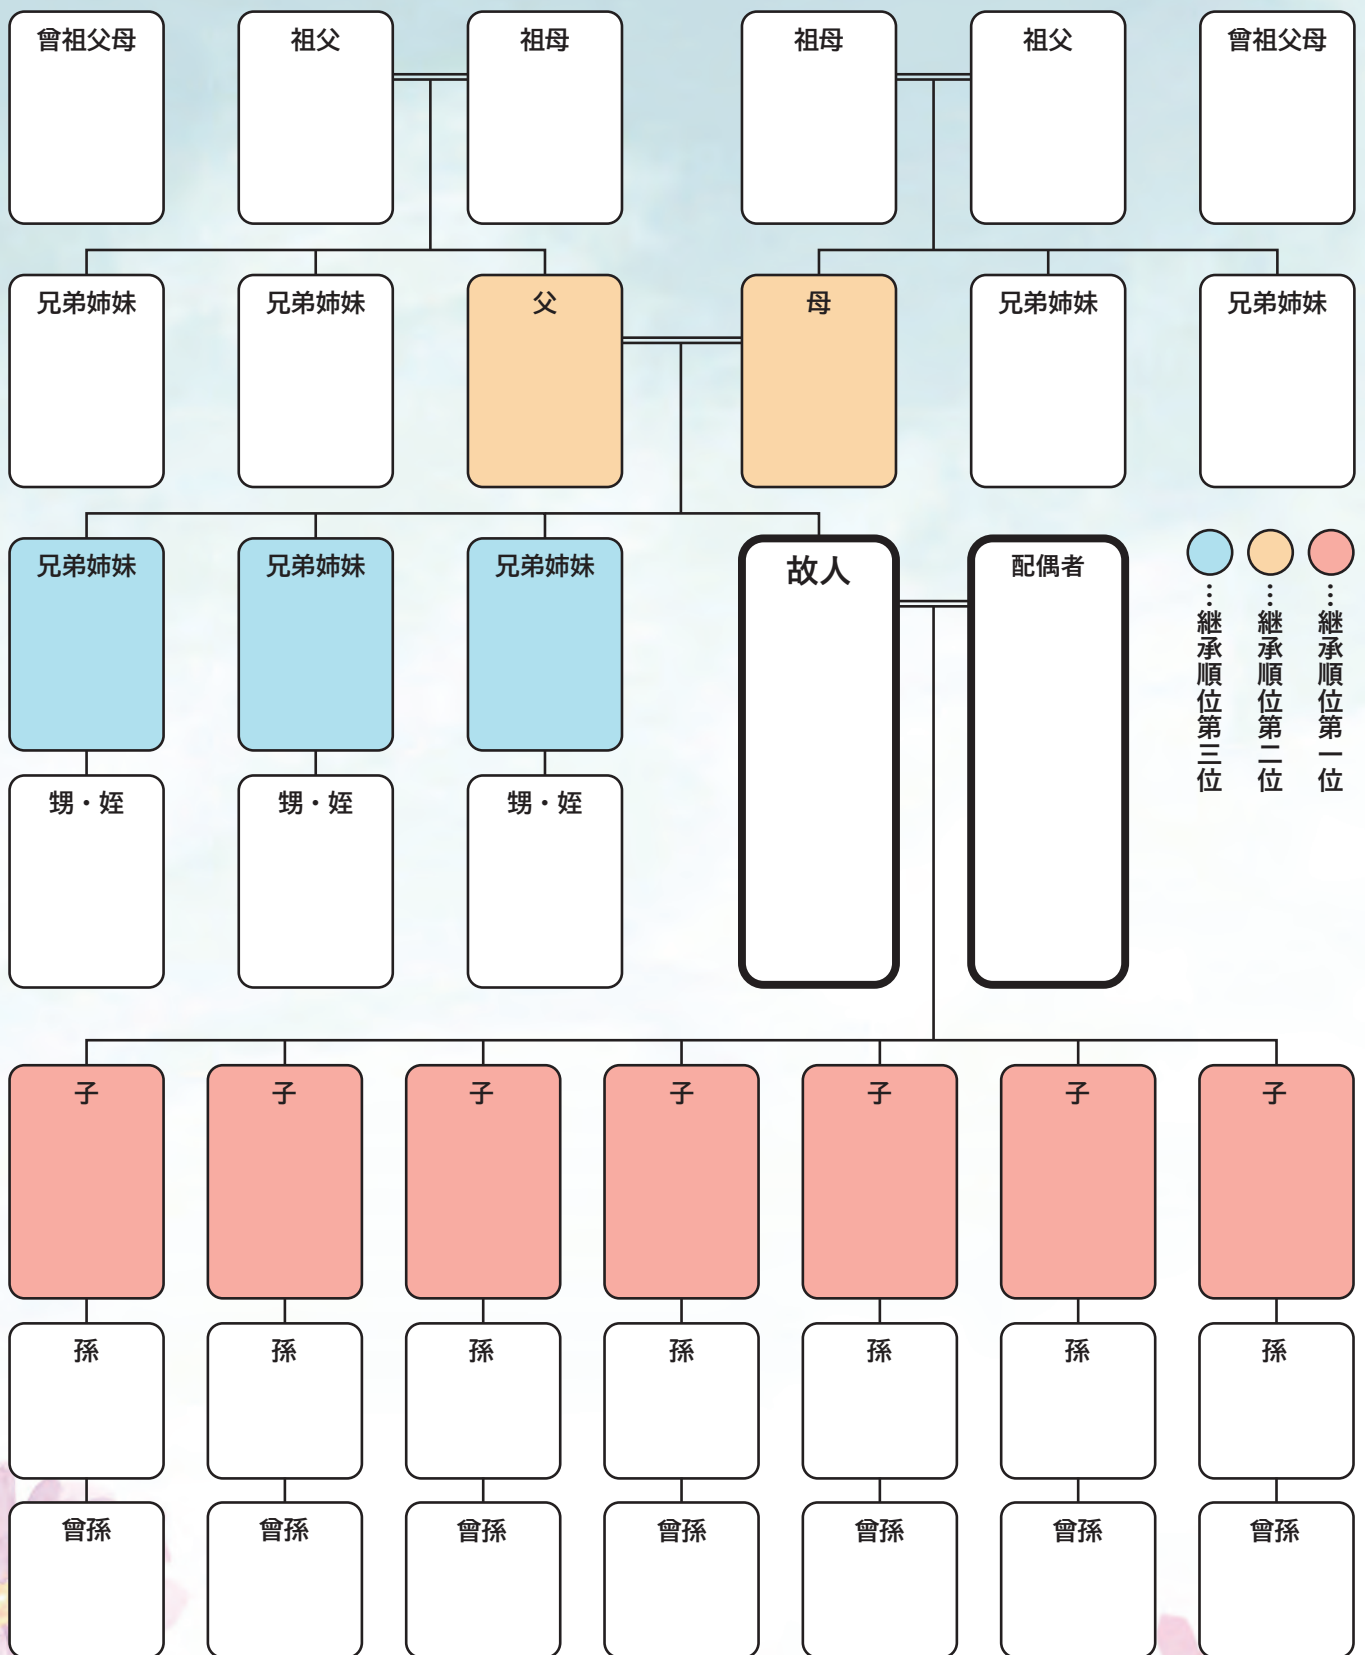 曾祖父母
祖父
祖母
祖母
祖父
曾祖父母
兄弟姉妹
兄弟姉妹
父
母
兄弟姉妹
兄弟姉妹
兄弟姉妹
兄弟姉妹
兄弟姉妹
故人
配偶者
…継承順位第一位
…継承順位第二位
…継承順位第三位
甥・姪
甥・姪
甥・姪
子
子
子
子
子
子
子
孫
孫
孫
孫
孫
孫
孫
曾孫
曾孫
曾孫
曾孫
曾孫
曾孫
曾孫